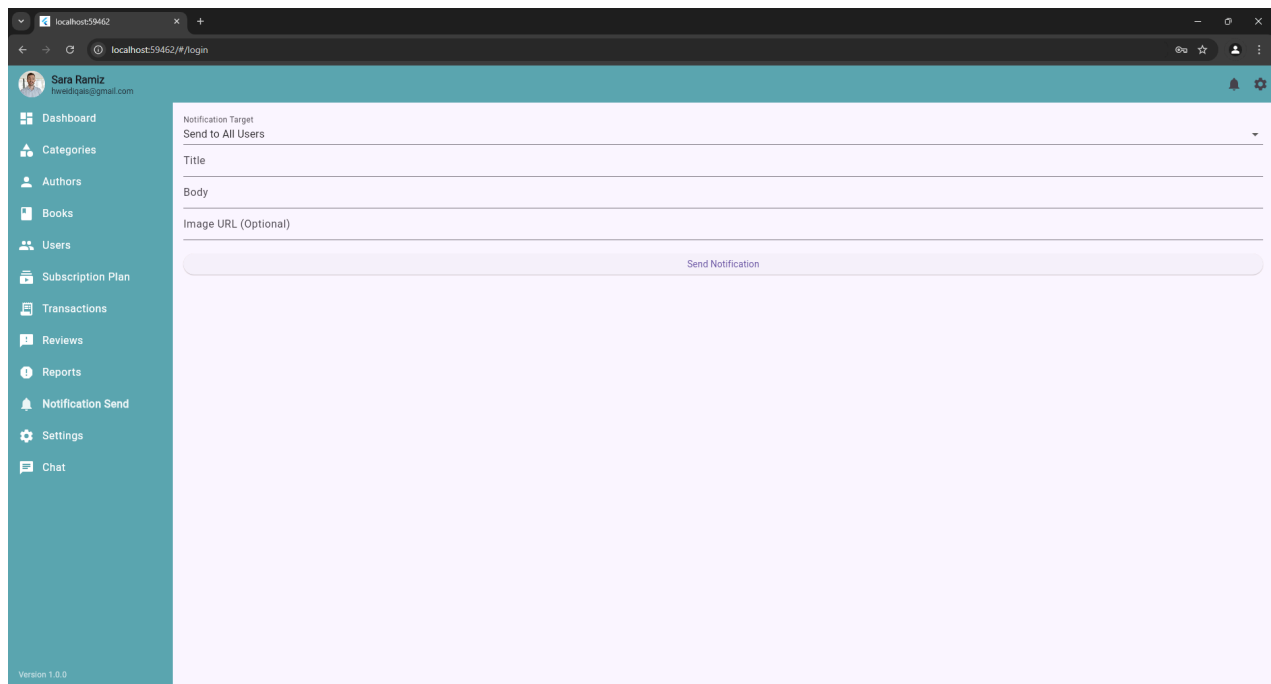 localhost:59462
localhost:59462/#/login
Sara Ramiz
hweidiqais@gmail.com
Dashboard
Categories
Authors
Books
Users
Subscription Plan
Transactions
Reviews
Reports
Notification Send
Settings
Chat
Version 1.0.0
Notification Target
Send to All Users
Title
Body
Image URL (Optional)
Send Notification